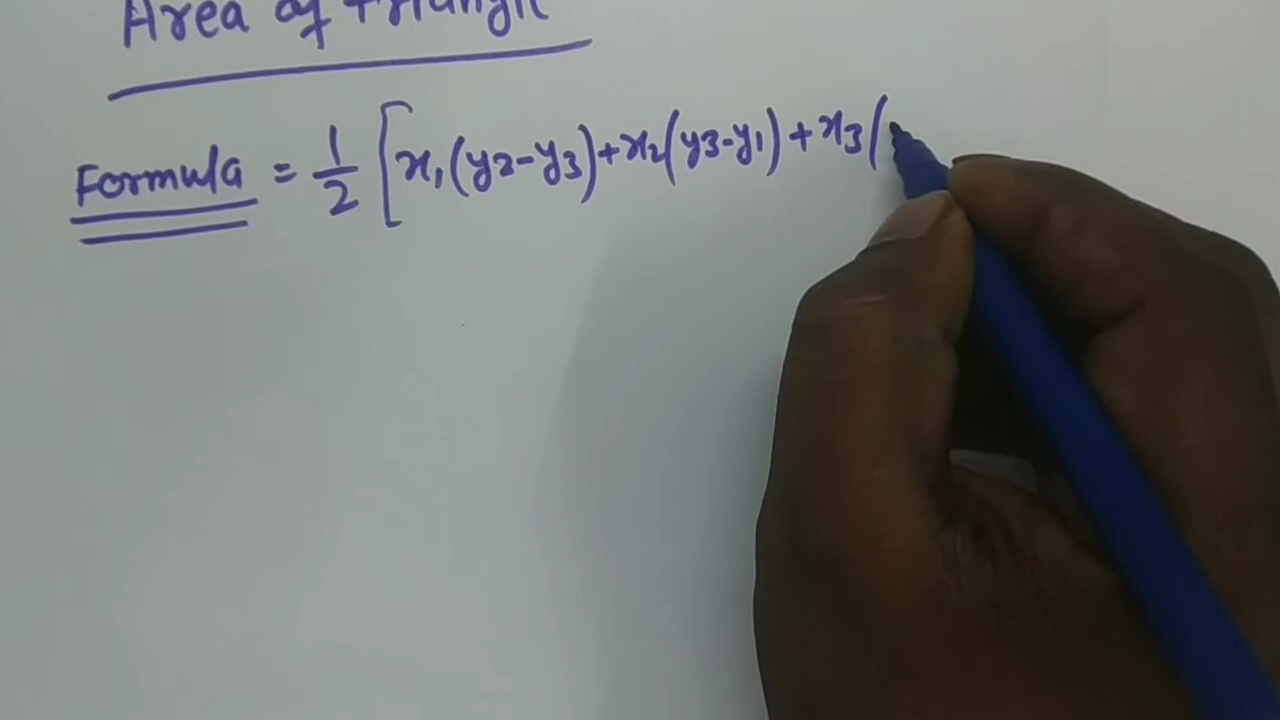 Area of triangle
Formula = 1/2 [x₁(y2-y3)+x₂(y3-y1)+x3(